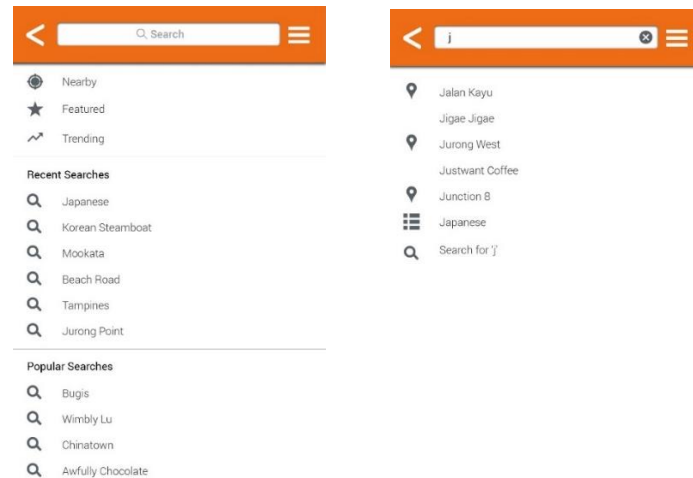 Search
Nearby
Featured
Trending
Recent Searches
Japanese
Korean Steamboat
Mookata
Beach Road
Tampines
Jurong Point
Popular Searches
Bugis
Wimbly Lu
Chinatown
Awfully Chocolate
j
Jalan Kayu
Jigae Jigae
Jurong West
Justwant Coffee
Junction 8
Japanese
Search for 'j'